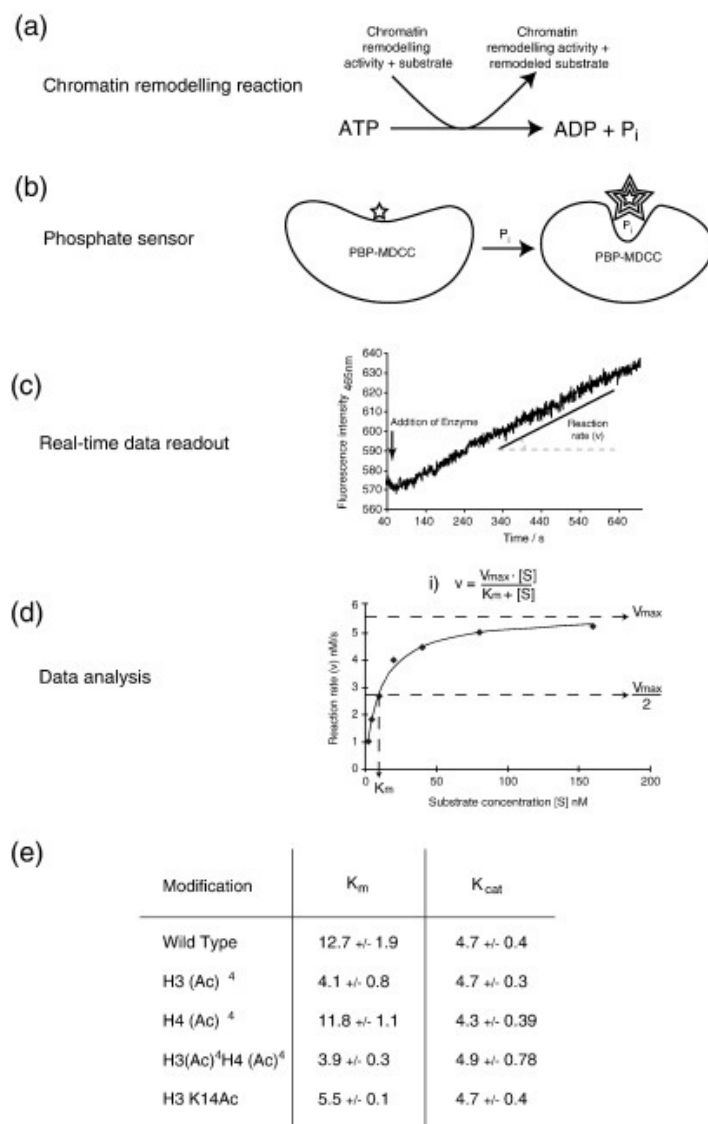 (a)
Chromatin remodelling reaction
Chromatin
remodelling
activity + substrate
Chromatin
remodelling activity +
remodeled substrate
ATP
ADP + Pi
(b)
Phosphate sensor
PBP-MDCC
Pi
Pi
PBP-MDCC
(c)
Real-time data readout
Fluorescence intensity 465nm
640
630
620
610
600
590
580
570
560
Addition of Enzyme
Reaction
rate (v)
40 140 240 340 440 540 640
Time / s
(d)
Data analysis
i) v = Vmax · [S]
Km + [S]
Reaction rate (v) nM/s
6
5
4
3
2
1
0
Vmax
Vmax
2
0 50 100 150 200
Km
Substrate concentration [S] nM
(e)
Modification Km Kcat
Wild Type 12.7 +/- 1.9 4.7 +/- 0.4
H3 (Ac) 4 4.1 +/- 0.8 4.7 +/- 0.3
H4 (Ac) 4 11.8 +/- 1.1 4.3 +/- 0.39
H3(Ac)4H4 (Ac)4 3.9 +/- 0.3 4.9 +/- 0.78
H3 K14Ac 5.5 +/- 0.1 4.7 +/- 0.4